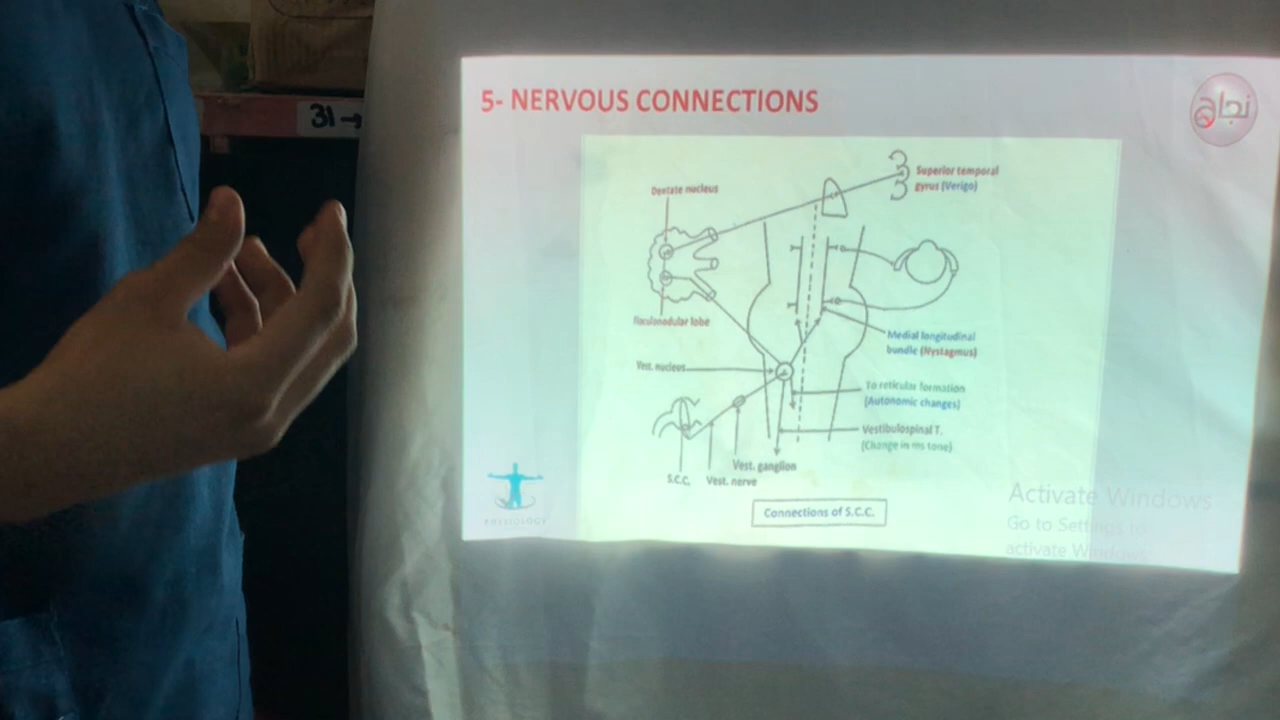 31→
5- NERVOUS CONNECTIONS
نجاح
Superior temporal
gyrus (Verigo)
Dentate nucleus
Floculonodular lobe
Medial longitudinal
bundle (Nystagmus)
Vest. nucleus
To reticular formation
(Autonomic changes)
Vestibulospinal T.
(Change in ms tone)
Vest. ganglion
S.C.C.
Vest. nerve
Connections of S.C.C.
PHYSIOLOGY
Activate Windows
Go to Settings to
activate Windows.